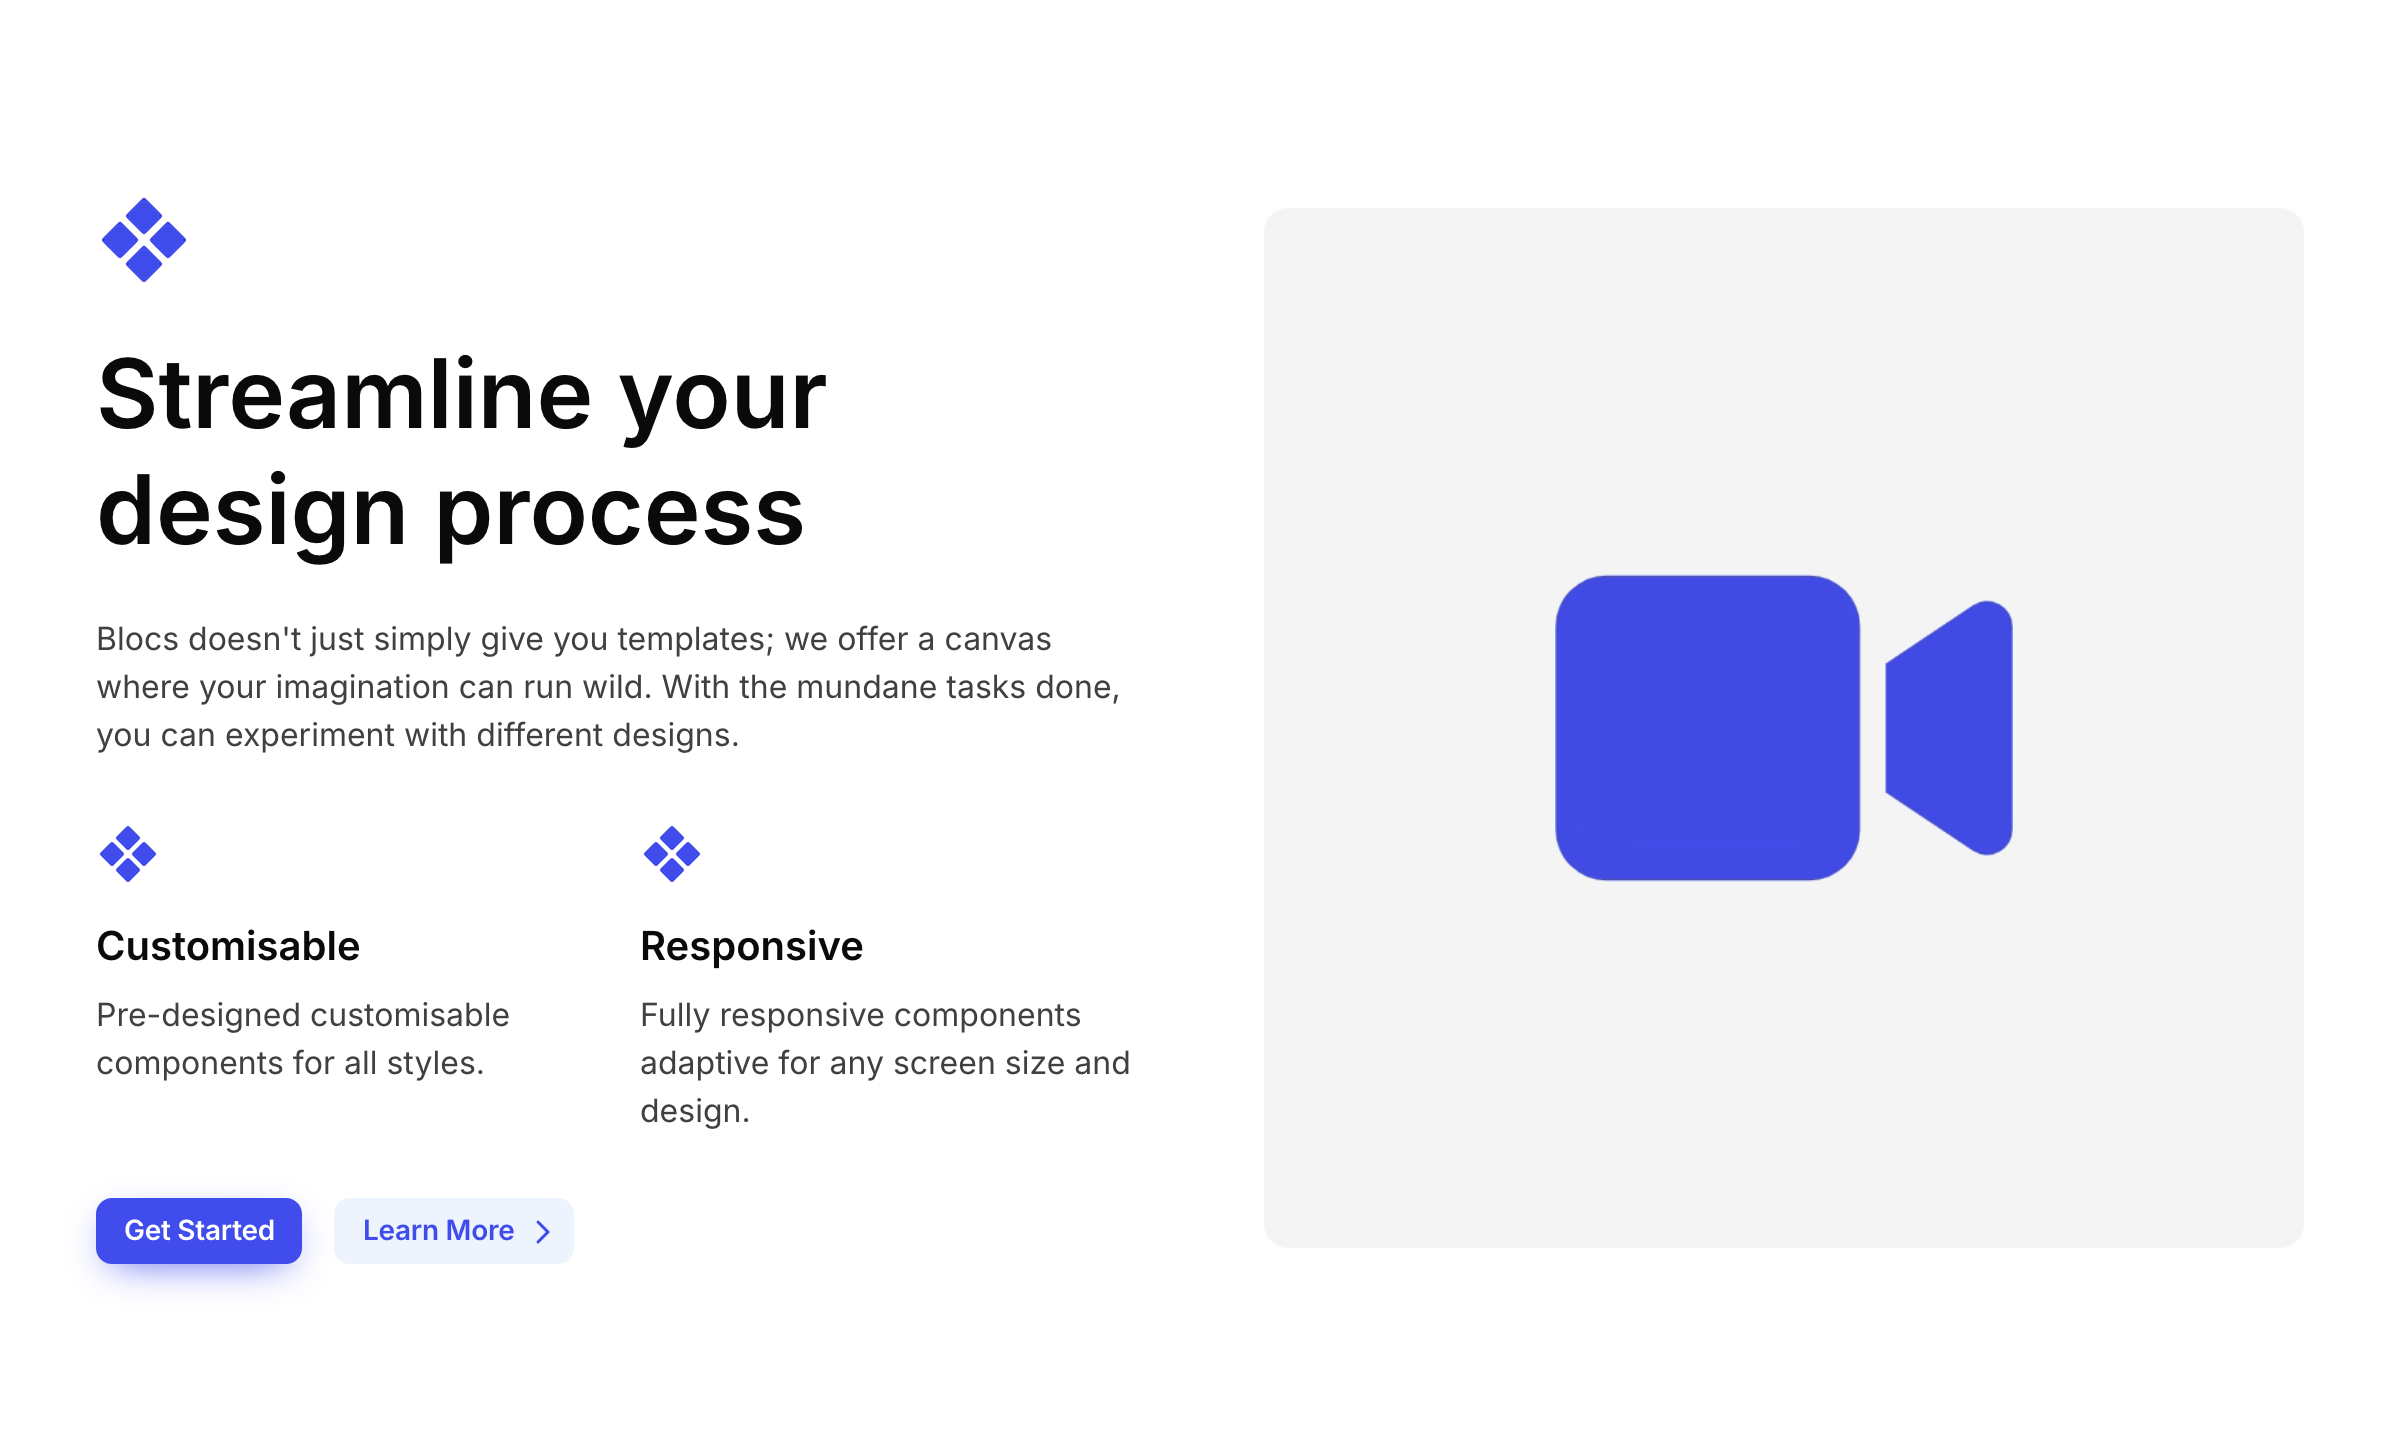 Streamline your
design process
Blocs doesn't just simply give you templates; we offer a canvas
where your imagination can run wild. With the mundane tasks done,
you can experiment with different designs.
Customisable
Pre-designed customisable
components for all styles.
Responsive
Fully responsive components
adaptive for any screen size and
design.
Get Started
Learn More